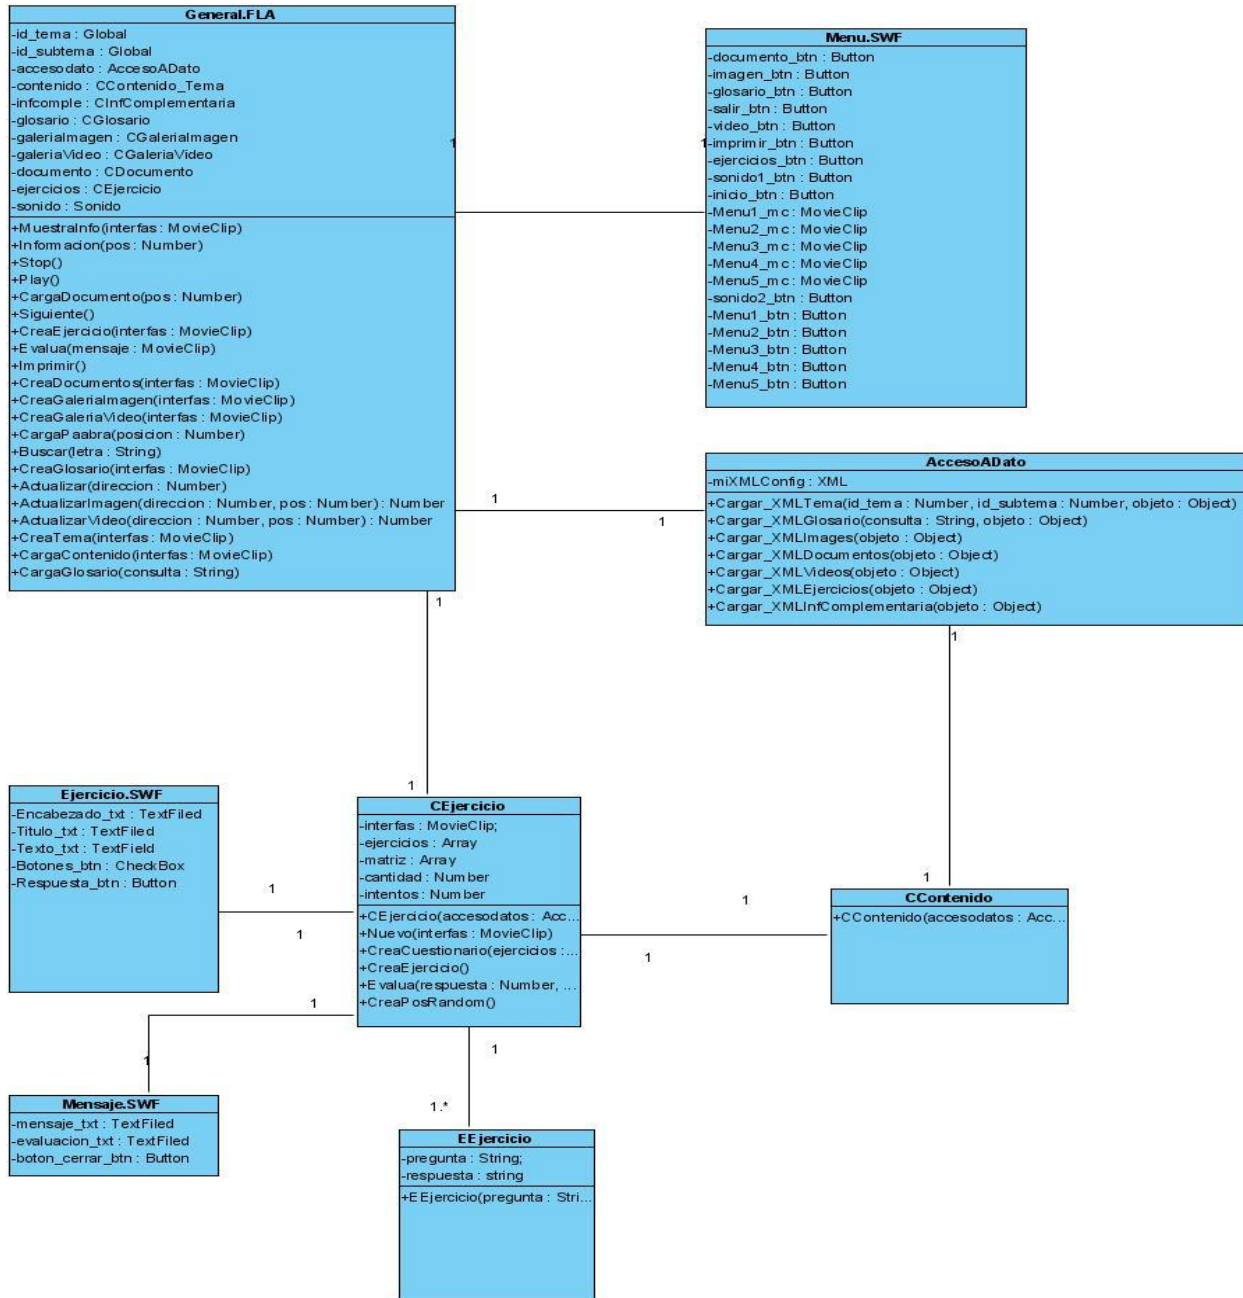 General.FLA
-id_tema : Global
-id_subtema : Global
-accesodato : AccesoADato
-contenido : CContenido_Tema
-infcomple : CInfComplementaria
-glosario : CGlosario
-galeriaImagen : CGaleriaImagen
-galeriaVideo : CGaleriaVideo
-documento : CDocumento
-ejercicios : CEjercicio
-sonido : Sonido
+MuestraInfo(interfas : MovieClip)
+Informacion(pos : Number)
+Stop()
+Play()
+CargaDocumento(pos : Number)
+Siguiente()
+CreaEjercicio(interfas : MovieClip)
+Evalua(mensaje : MovieClip)
+Imprimir()
+CreaDocumentos(interfas : MovieClip)
+CreaGaleriaImagen(interfas : MovieClip)
+CreaGaleriaVideo(interfas : MovieClip)
+CargaPaabra(posicion : Number)
+Buscar(letra : String)
+CreaGlosario(interfas : MovieClip)
+Actualizar(direccion : Number)
+ActualizarImagen(direccion : Number, pos : Number) : Number
+ActualizarVideo(direccion : Number, pos : Number) : Number
+CreaTema(interfas : MovieClip)
+CargaContenido(interfas : MovieClip)
+CargaGlosario(consulta : String)
1
1
Menu.SWF
-documento_btn : Button
-imagen_btn : Button
-glosario_btn : Button
-salir_btn : Button
-video_btn : Button
-imprimir_btn : Button
-ejercicios_btn : Button
-sonido1_btn : Button
-inicio_btn : Button
-Menu1_mc : MovieClip
-Menu2_mc : MovieClip
-Menu3_mc : MovieClip
-Menu4_mc : MovieClip
-Menu5_mc : MovieClip
-sonido2_btn : Button
-Menu1_btn : Button
-Menu2_btn : Button
-Menu3_btn : Button
-Menu4_btn : Button
-Menu5_btn : Button
1
1
AccesoADato
-miXMLConfig : XML
+Cargar_XMLTema(id_tema : Number, id_subtema : Number, objeto : Object)
+Cargar_XMLGlosario(consulta : String, objeto : Object)
+Cargar_XMLImages(objeto : Object)
+Cargar_XMLDocumentos(objeto : Object)
+Cargar_XMLVideos(objeto : Object)
+Cargar_XMLEjercicios(objeto : Object)
+Cargar_XMLInfComplementaria(objeto : Object)
1
1
1
1
Ejercicio.SWF
-Encabezado_txt : TextFiled
-Titulo_txt : TextFiled
-Texto_txt : TextField
-Botones_btn : CheckBox
-Respuesta_btn : Button
1
1
CEjercicio
-interfas : MovieClip;
-ejercicios : Array
-matriz : Array
-cantidad : Number
-intentos : Number
+CEjercicio(accesodatos : Acc...
+Nuevo(interfas : MovieClip)
+CreaCuestionario(ejercicios :...
+CreaEjercicio()
+Evalua(respuesta : Number, ...
+CreaPosRandom()
1
1
CContenido
+CContenido(accesodatos : Acc...
1
1
Mensaje.SWF
-mensaje_txt : TextFiled
-evaluacion_txt : TextFiled
-boton_cerrar_btn : Button
1
1.*
EEjercicio
-pregunta : String;
-respuesta : string
+EEjercicio(pregunta : Stri...